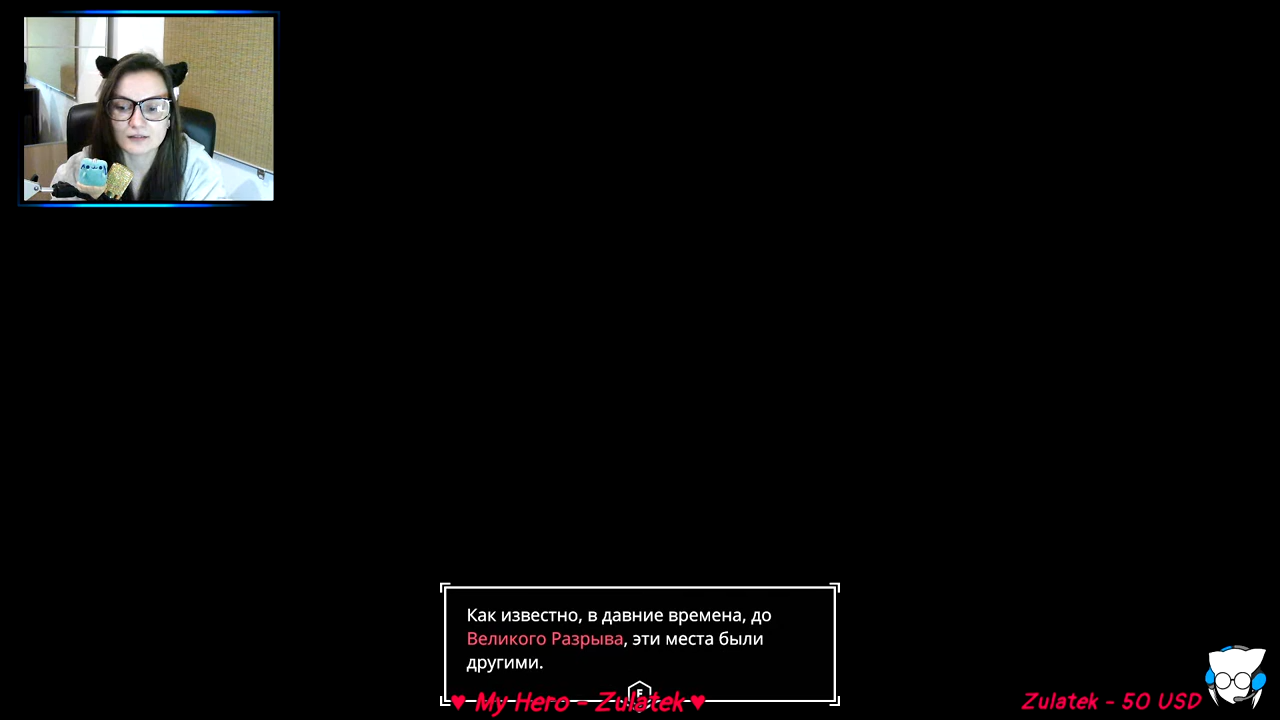 Как известно, в давние времена, до
Великого Разрыва, эти места были
другими.
E
♥ My Hero - Zulatek ♥
Zulatek - 50 USD